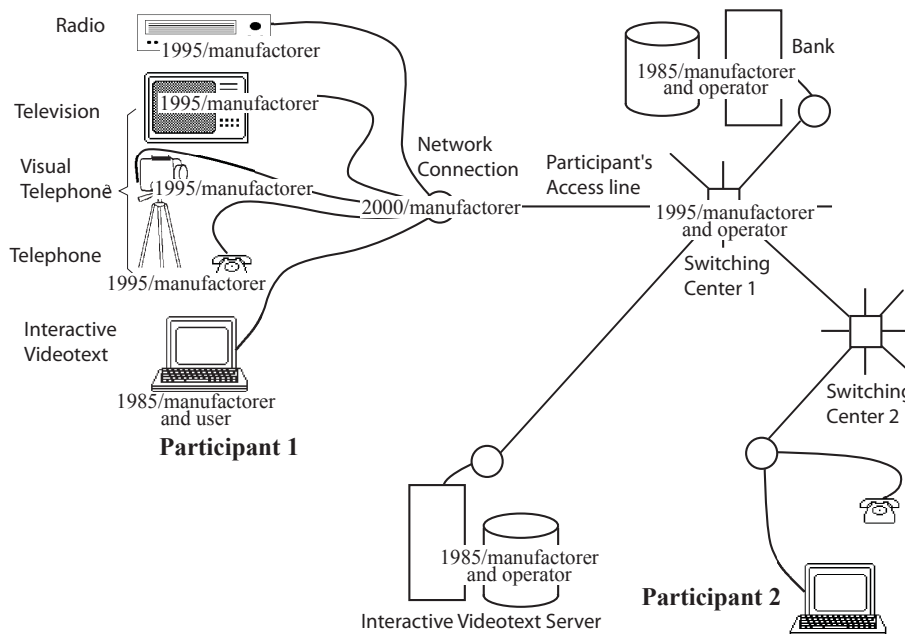 Radio
1995/manufactorer
Television
1995/manufactorer
Visual
Telephone
1995/manufactorer
Telephone
1995/manufactorer
Interactive
Videotext
1985/manufactorer
and user
Participant 1
Network
Connection
2000/manufactorer
Participant's
Access line
Bank
1985/manufactorer
and operator
1995/manufactorer
and operator
Switching
Center 1
Switching
Center 2
1985/manufactorer
and operator
Interactive Videotext Server
Participant 2